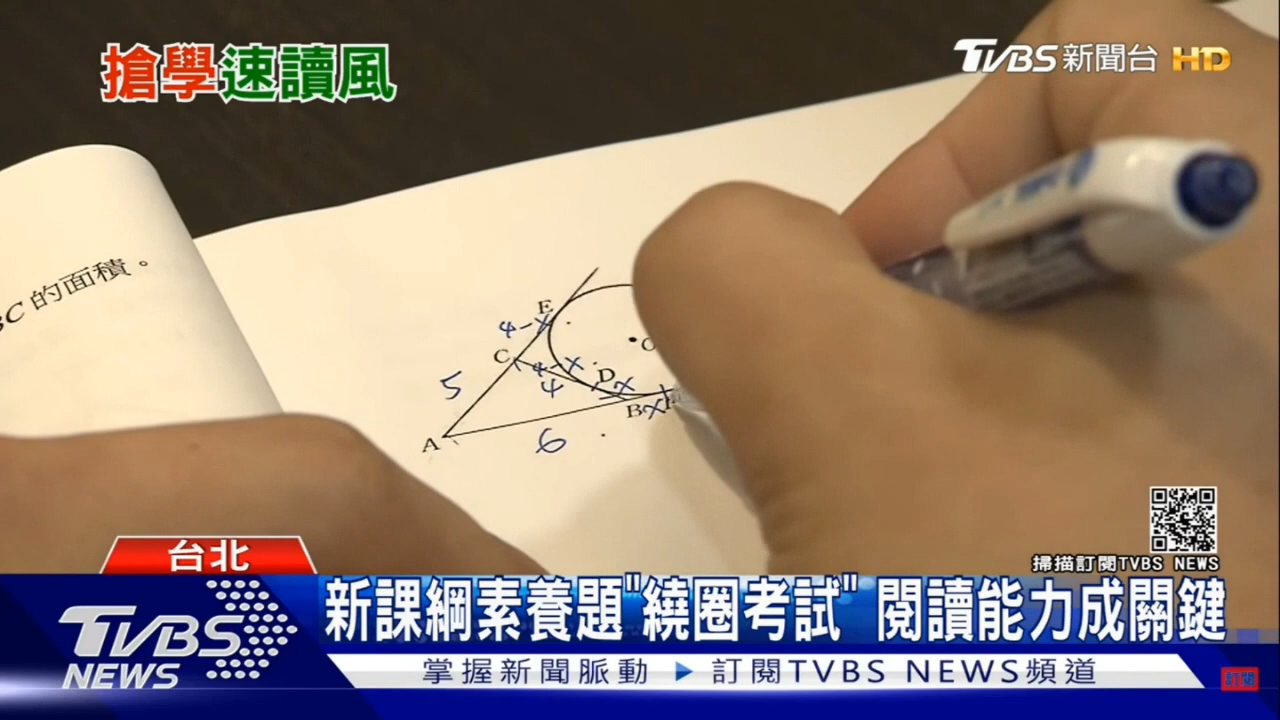 搶學速讀風
TVBS新聞台 HD
BC的面積。
E
4-x
C
4-x
D
x
5
4
B
x
A
6
台北
掃描訂閱TVBS NEWS
新課綱素養題"繞圈考試" 閱讀能力成關鍵
TVBS
NEWS
掌握新聞脈動 ▶ 訂閱TVBS NEWS頻道
訂閱